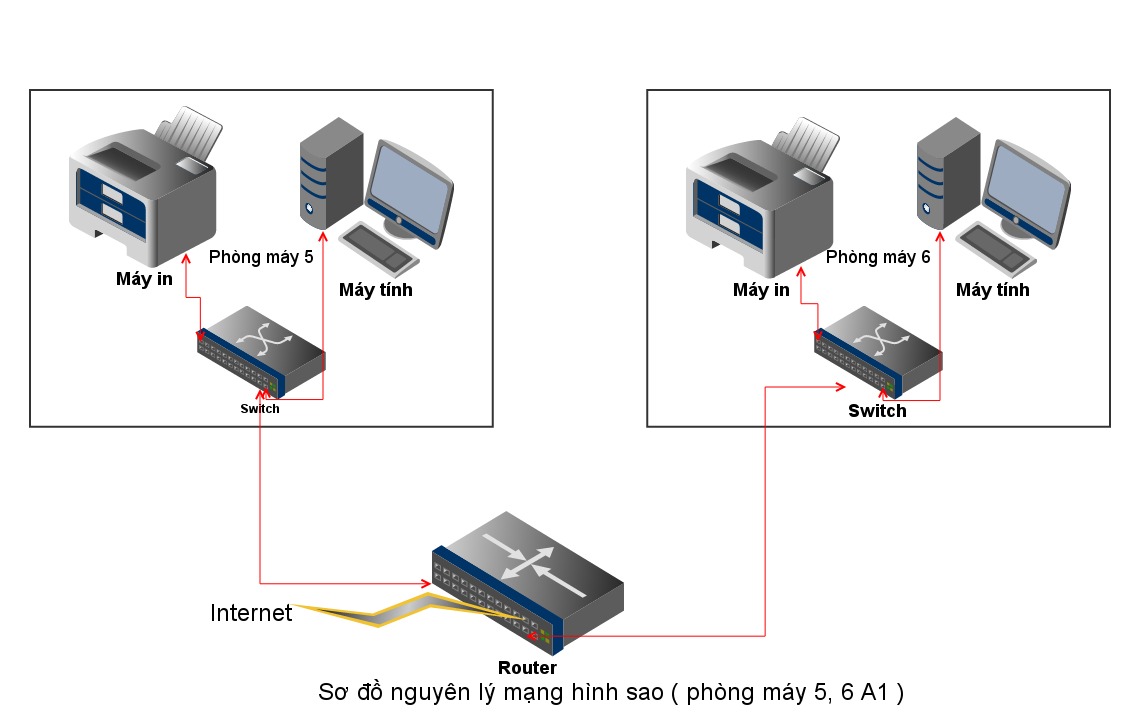 Phòng máy 5
Máy in
Máy tính
Switch
Phòng máy 6
Máy in
Máy tính
Switch
Internet
Router
Sơ đồ nguyên lý mạng hình sao ( phòng máy 5, 6 A1 )